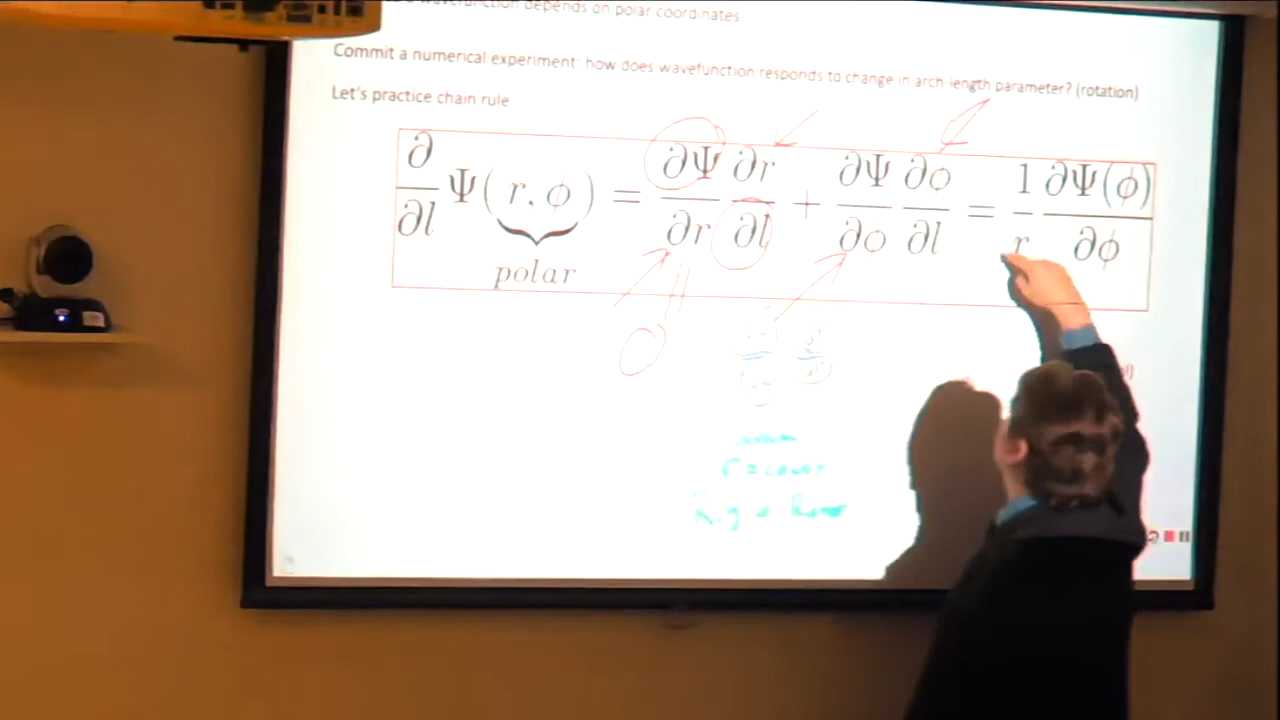 wavefunction depends on polar coordinates
Commit a numerical experiment: how does wavefunction responds to change in arch length parameter? (rotation)
Let's practice chain rule
∂/∂l Ψ(r, ϕ) = ∂Ψ/∂r ∂r/∂l + ∂Ψ/∂ϕ ∂ϕ/∂l = 1/r ∂Ψ(ϕ)/∂ϕ
polar
0